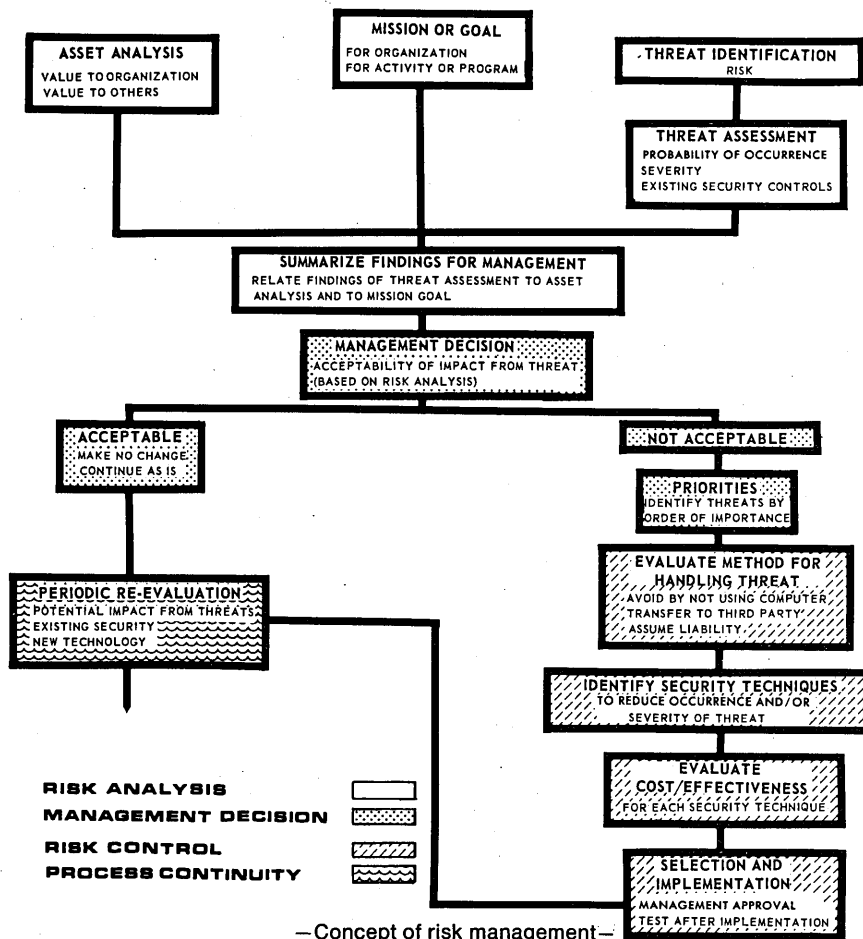 ASSET ANALYSIS
VALUE TO ORGANIZATION
VALUE TO OTHERS
MISSION OR GOAL
FOR ORGANIZATION
FOR ACTIVITY OR PROGRAM
THREAT IDENTIFICATION
RISK
THREAT ASSESSMENT
PROBABILITY OF OCCURRENCE
SEVERITY
EXISTING SECURITY CONTROLS
SUMMARIZE FINDINGS FOR MANAGEMENT
RELATE FINDINGS OF THREAT ASSESSMENT TO ASSET
ANALYSIS AND TO MISSION GOAL
MANAGEMENT DECISION
ACCEPTABILITY OF IMPACT FROM THREAT
(BASED ON RISK ANALYSIS)
ACCEPTABLE
MAKE NO CHANGE
CONTINUE AS IS
NOT ACCEPTABLE
PRIORITIES
IDENTIFY THREATS BY
ORDER OF IMPORTANCE
PERIODIC RE-EVALUATION
POTENTIAL IMPACT FROM THREATS
EXISTING SECURITY
NEW TECHNOLOGY
EVALUATE METHOD FOR
HANDLING THREAT
AVOID BY NOT USING COMPUTER
TRANSFER TO THIRD PARTY
ASSUME LIABILITY
IDENTIFY SECURITY TECHNIQUES
TO REDUCE OCCURRENCE AND/OR
SEVERITY OF THREAT
EVALUATE
COST/EFFECTIVENESS
FOR EACH SECURITY TECHNIQUE
SELECTION AND
IMPLEMENTATION
MANAGEMENT APPROVAL
TEST AFTER IMPLEMENTATION
RISK ANALYSIS
MANAGEMENT DECISION
RISK CONTROL
PROCESS CONTINUITY
—Concept of risk management—